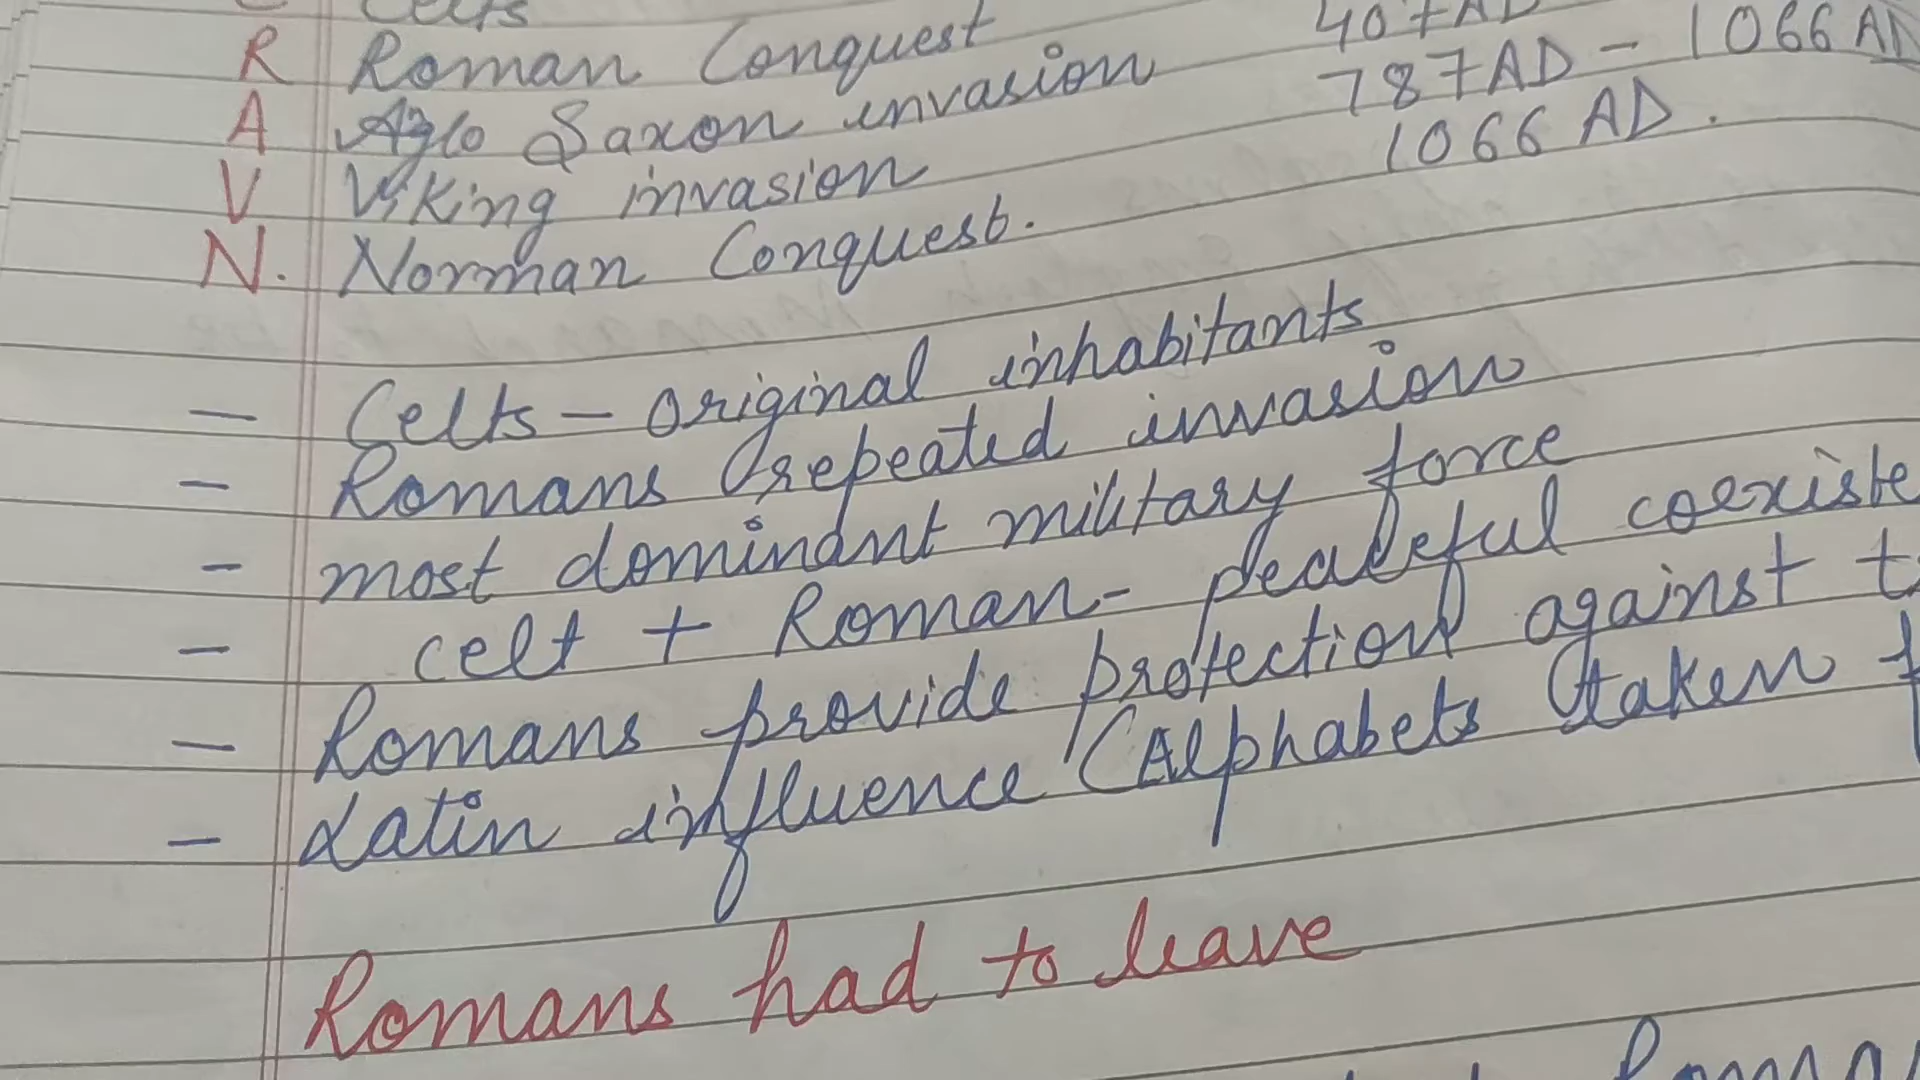 Celts
R Roman Conquest
A Aglo Saxon invasion 787AD - 1066 AD
V Viking invasion 1066 AD.
N. Norman Conquest.
- Celts - original inhabitants
- Romans repeated invasion
- most dominant military force
- celt + Roman - peaceful coexiste
- Romans provide protection against
- Latin influence (Alphabets taken
Romans had to leave